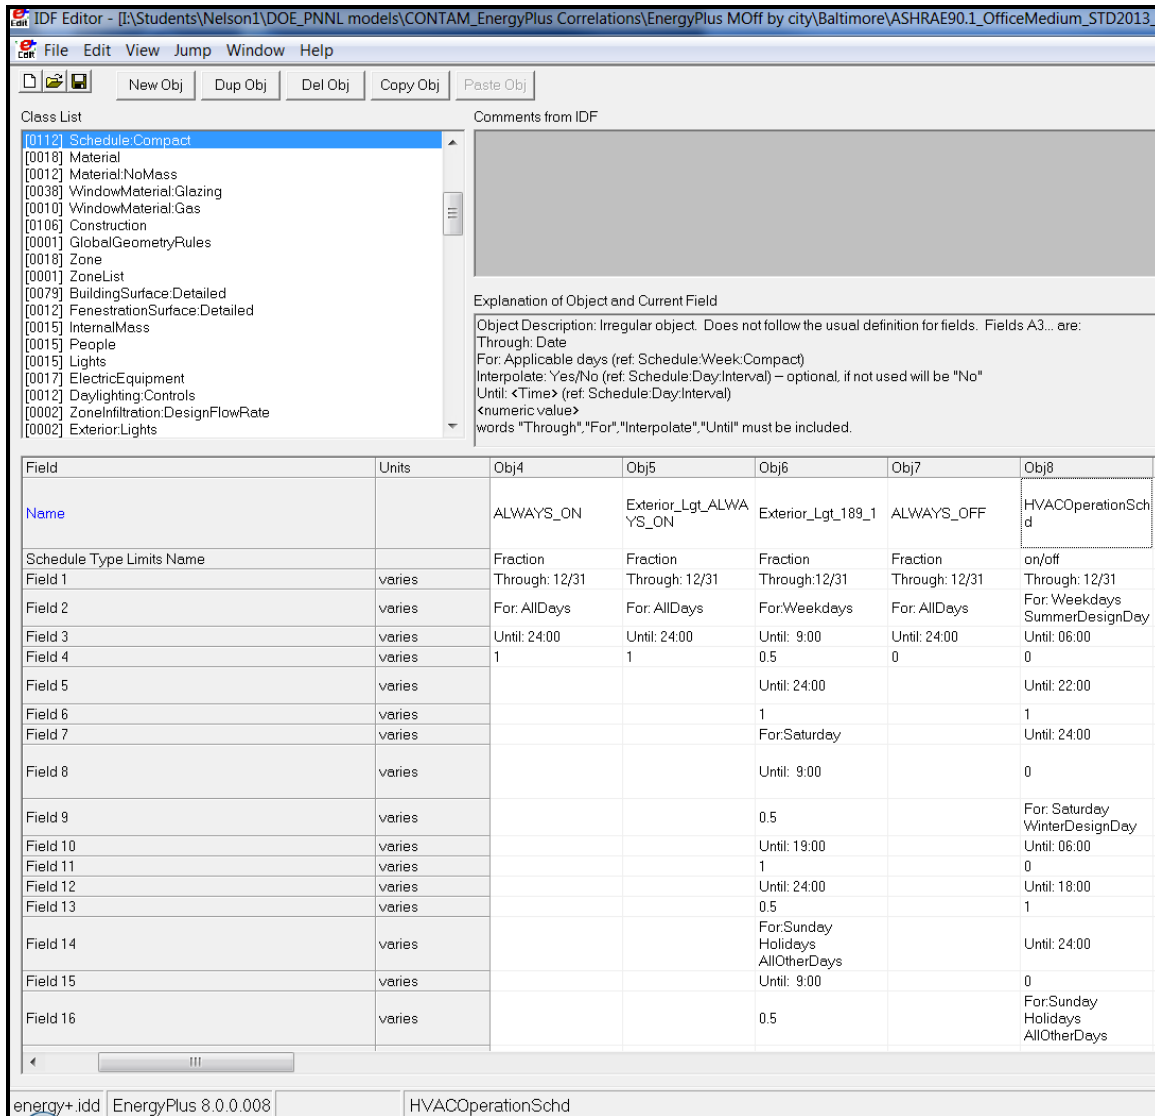 IDF Editor - [I:\Students\Nelson1\DOE_PNNL models\CONTAM_EnergyPlus Correlations\EnergyPlus MOff by city\Baltimore\ASHRAE90.1_OfficeMedium_STD2013_
File Edit View Jump Window Help
New Obj Dup Obj Del Obj Copy Obj Paste Obj
Class List Comments from IDF
[0112] Schedule:Compact
[0018] Material
[0012] Material:NoMass
[0038] WindowMaterial:Glazing
[0010] WindowMaterial:Gas
[0106] Construction
[0001] GlobalGeometryRules
[0018] Zone
[0001] ZoneList
[0079] BuildingSurface:Detailed
[0012] FenestrationSurface:Detailed
[0015] InternalMass
[0015] People
[0015] Lights
[0017] ElectricEquipment
[0012] Daylighting:Controls
[0002] ZoneInfiltration:DesignFlowRate
[0002] Exterior:Lights
Explanation of Object and Current Field
Object Description: Irregular object. Does not follow the usual definition for fields. Fields A3... are:
Through: Date
For: Applicable days (ref: Schedule:Week:Compact)
Interpolate: Yes/No (ref: Schedule:Day:Interval) – optional, if not used will be "No"
Until: <Time> (ref: Schedule:Day:Interval)
<numeric value>
words "Through","For","Interpolate","Until" must be included.
Field Units Obj4 Obj5 Obj6 Obj7 Obj8
Name ALWAYS_ON Exterior_Lgt_ALWA Exterior_Lgt_189_1 ALWAYS_OFF HVACOperationSch
YS_ON d
Schedule Type Limits Name Fraction Fraction Fraction Fraction on/off
Field 1 varies Through: 12/31 Through: 12/31 Through:12/31 Through: 12/31 Through: 12/31
Field 2 varies For: AllDays For: AllDays For:Weekdays For: AllDays For: Weekdays
SummerDesignDay
Field 3 varies Until: 24:00 Until: 24:00 Until: 9:00 Until: 24:00 Until: 06:00
Field 4 varies 1 1 0.5 0 0
Field 5 varies Until: 24:00 Until: 22:00
Field 6 varies 1 1
Field 7 varies For:Saturday Until: 24:00
Field 8 varies Until: 9:00 0
Field 9 varies 0.5 For: Saturday
WinterDesignDay
Field 10 varies Until: 19:00 Until: 06:00
Field 11 varies 1 0
Field 12 varies Until: 24:00 Until: 18:00
Field 13 varies 0.5 1
Field 14 varies For:Sunday Until: 24:00
Holidays
AllOtherDays
Field 15 varies Until: 9:00 0
Field 16 varies 0.5 For:Sunday
Holidays
AllOtherDays
energy+.idd EnergyPlus 8.0.0.008 HVACOperationSchd